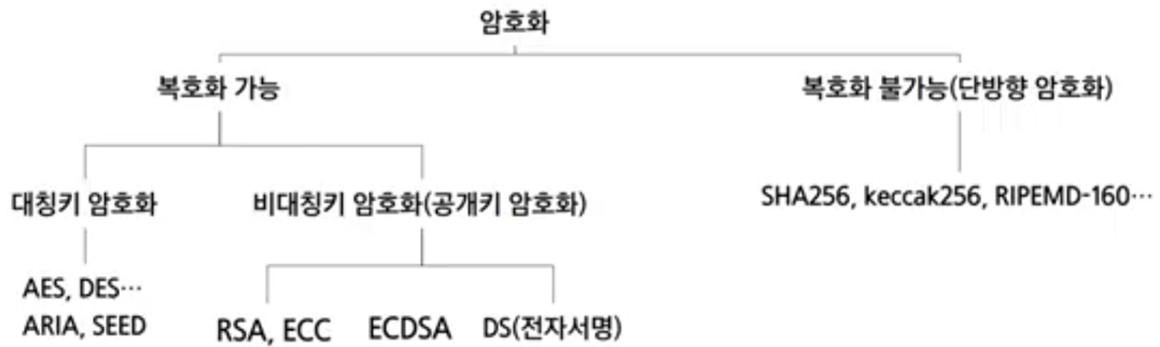 암호화
복호화 가능
복호화 불가능(단방향 암호화)
대칭키 암호화
비대칭키 암호화(공개키 암호화)
SHA256, keccak256, RIPEMD-160…
AES, DES…
ARIA, SEED
RSA, ECC
ECDSA
DS(전자서명)